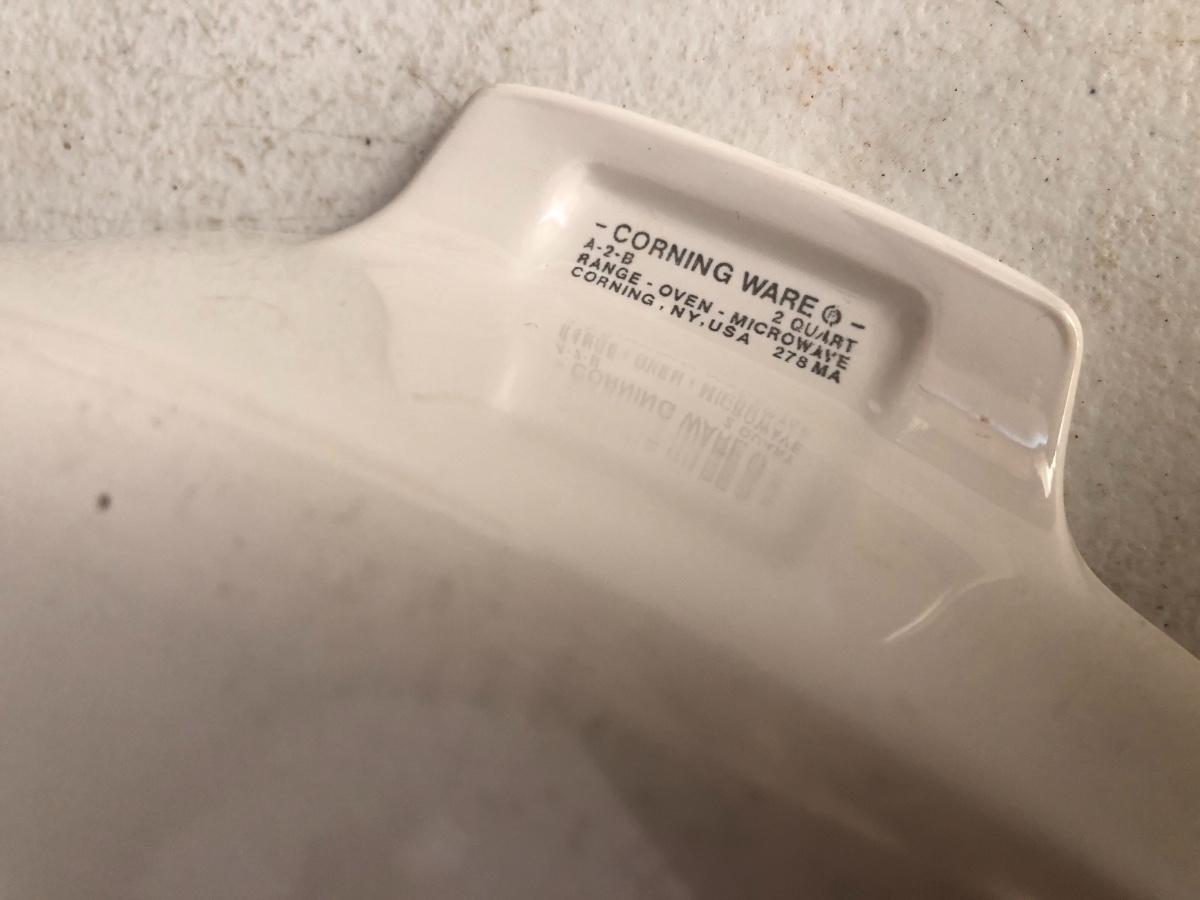 - CORNING WARE ® -
A-2-B 2 QUART
RANGE - OVEN - MICROWAVE
CORNING, NY, USA 278 MA